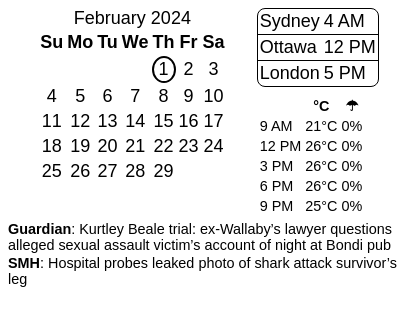 February 2024
Su Mo Tu We Th Fr Sa
1 2 3
4 5 6 7 8 9 10
11 12 13 14 15 16 17
18 19 20 21 22 23 24
25 26 27 28 29
Sydney 4 AM
Ottawa 12 PM
London 5 PM
°C ☂
9 AM 21°C 0%
12 PM 26°C 0%
3 PM 26°C 0%
6 PM 26°C 0%
9 PM 25°C 0%
Guardian: Kurtley Beale trial: ex-Wallaby’s lawyer questions
alleged sexual assault victim’s account of night at Bondi pub
SMH: Hospital probes leaked photo of shark attack survivor’s
leg